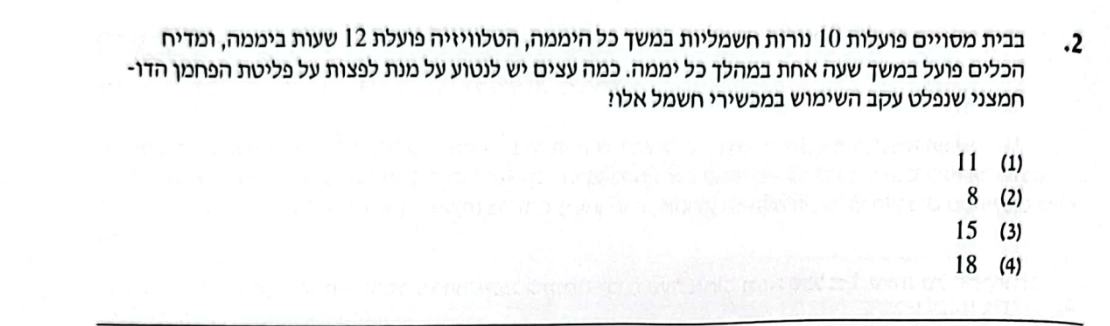 2. בבית מסויים פועלות 10 נורות חשמליות במשך כל היממה, הטלוויזיה פועלת 12 שעות ביממה, ומדיח
הכלים פועל במשך שעה אחת במהלך כל יממה. כמה עצים יש לנטוע על מנת לפצות על פליטת הפחמן הדו-
חמצני שנפלט עקב השימוש במכשירי חשמל אלו?
(1) 11
(2) 8
(3) 15
(4) 18